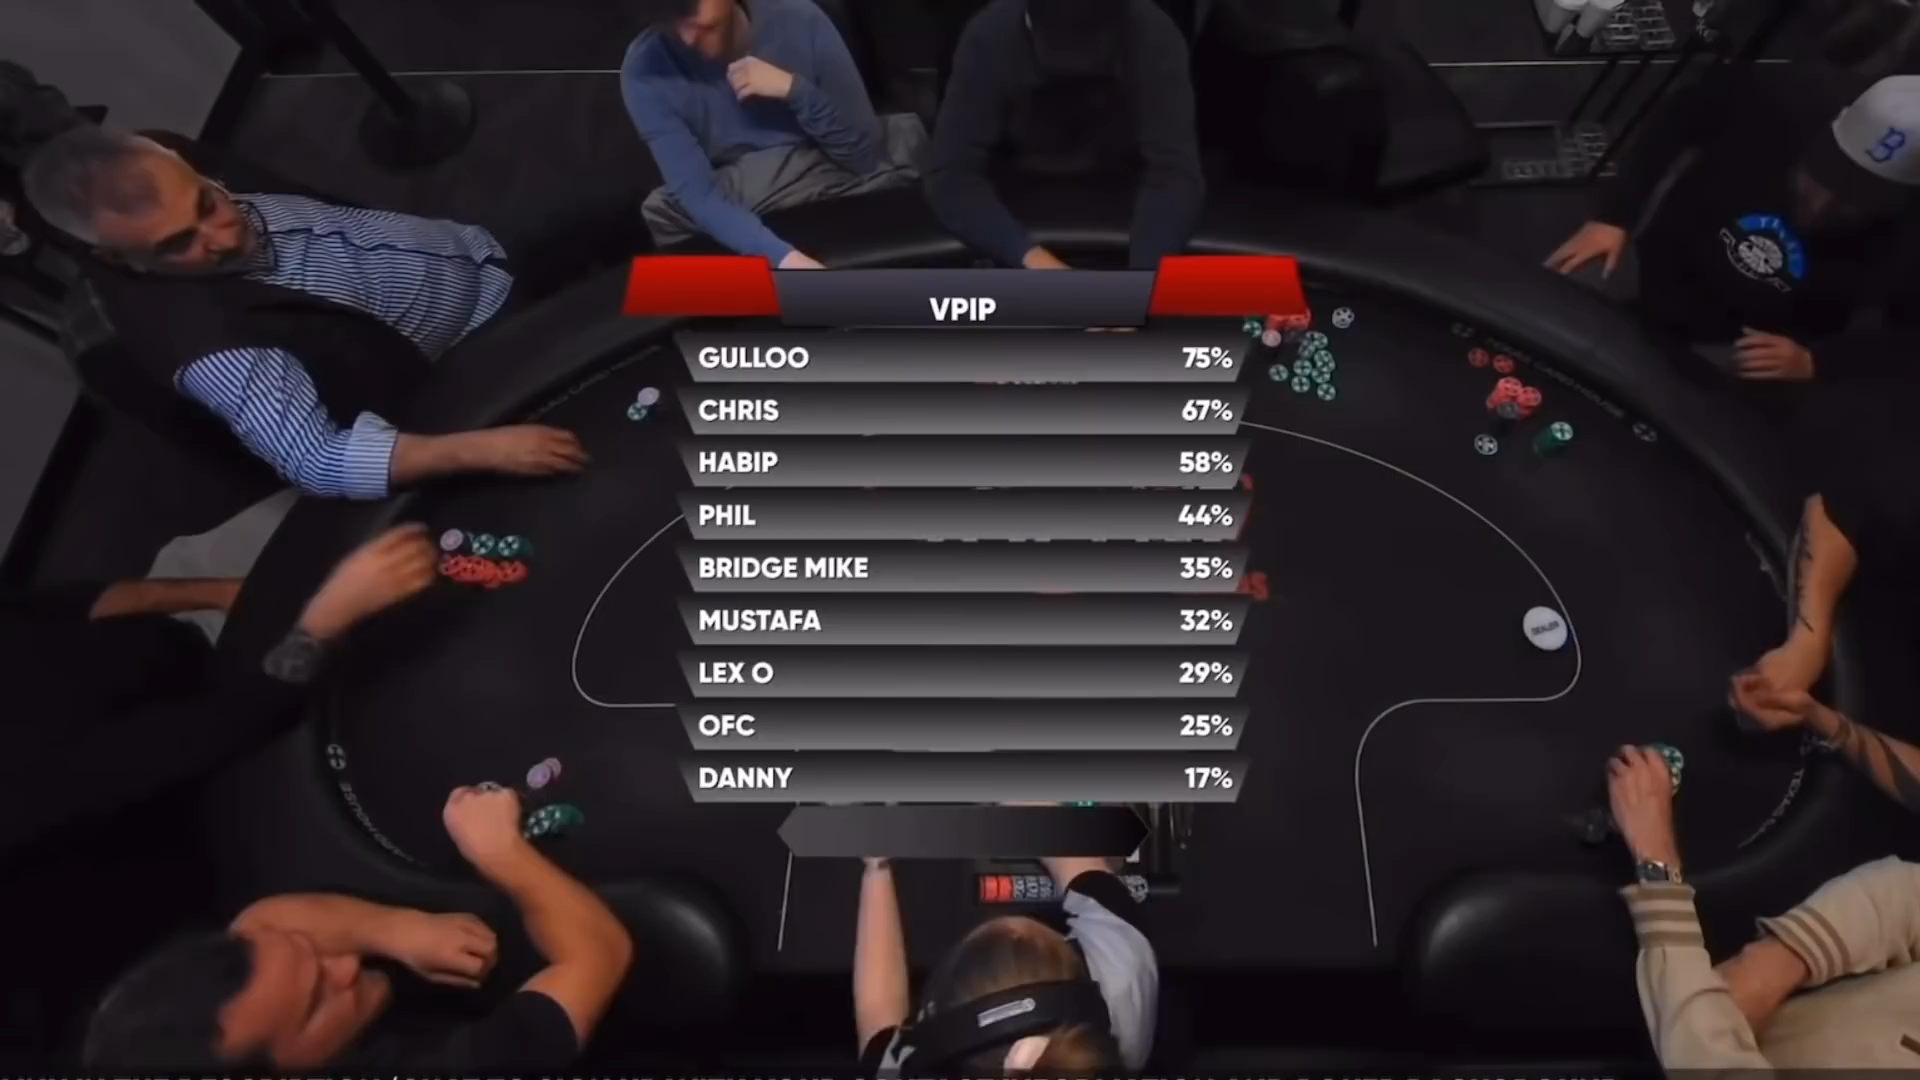 VPIP
GULLOO 75%
CHRIS 67%
HABIP 58%
PHIL 44%
BRIDGE MIKE 35%
MUSTAFA 32%
LEX O 29%
OFC 25%
DANNY 17%
B
DEALER